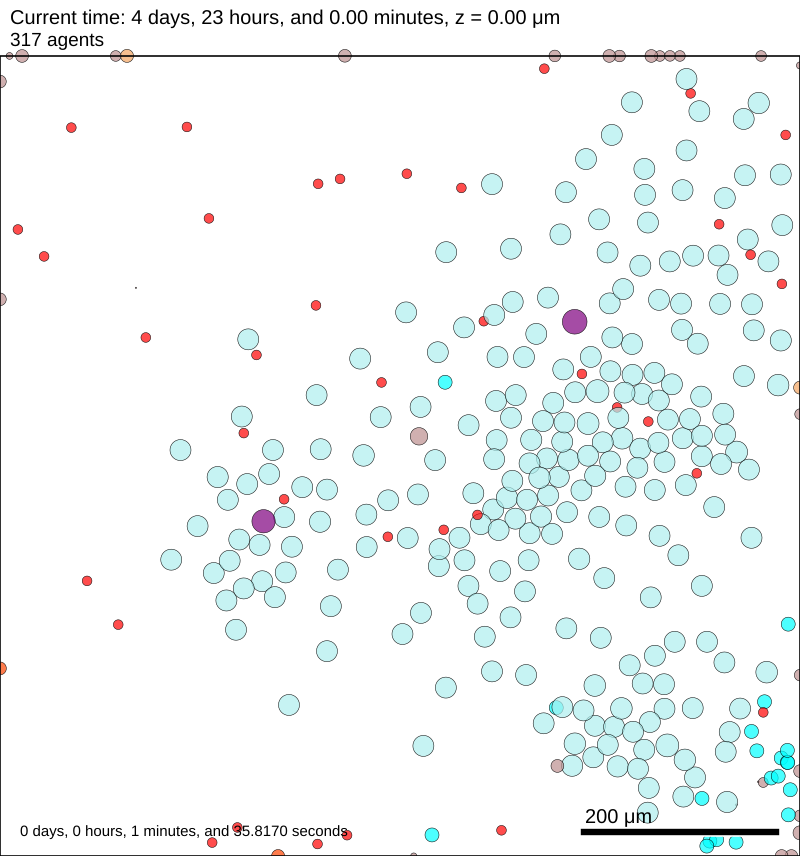 Current time: 4 days, 23 hours, and 0.00 minutes, z = 0.00 μm
317 agents
200 μm
0 days, 0 hours, 1 minutes, and 35.8170 seconds